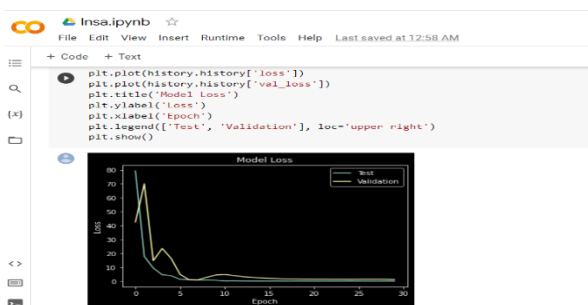 Insa.ipynb
File Edit View Insert Runtime Tools Help Last saved at 12:58 AM
+ Code + Text
plt.plot(history.history['loss'])
plt.plot(history.history['val_loss'])
plt.title('Model Loss')
plt.ylabel('Loss')
plt.xlabel('Epoch')
plt.legend(['Test', 'Validation'], loc='upper right')
plt.show()
{x}
<>
Model Loss
Test
Validation
80
70
60
50
40
30
20
10
0
Loss
0 5 10 15 20 25 30
Epoch